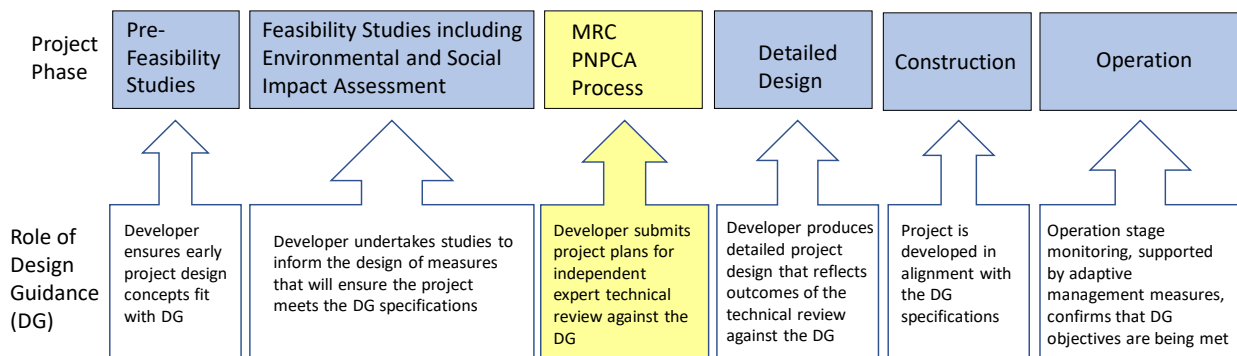 Project
Phase
Pre-
Feasibility
Studies
Feasibility Studies including
Environmental and Social
Impact Assessment
MRC
PNPCA
Process
Detailed
Design
Construction
Operation
Role of
Design
Guidance
(DG)
Developer
ensures early
project design
concepts fit
with DG
Developer undertakes studies to
inform the design of measures
that will ensure the project
meets the DG specifications
Developer submits
project plans for
independent
expert technical
review against the
DG
Developer produces
detailed project
design that reflects
outcomes of the
technical review
against the DG
Project is
developed in
alignment with
the DG
specifications
Operation stage
monitoring, supported
by adaptive
management measures,
confirms that DG
objectives are being met